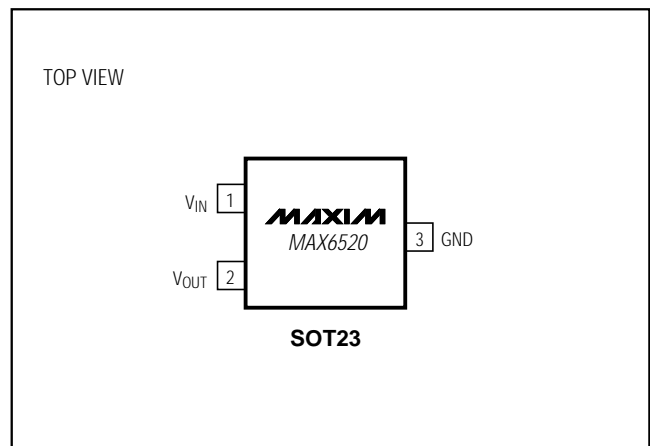 TOP VIEW
VIN 1
MAXIM
MAX6520
3 GND
VOUT 2
SOT23